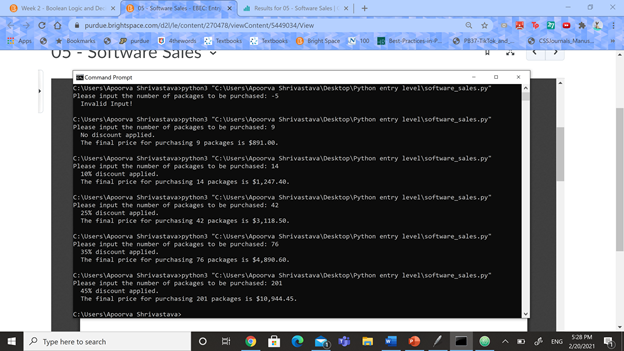 Week 2 - Boolean Logic and De
05 - Software Sales - EBEC: Entr
Results for 05 - Software Sales |
purdue.brightspace.com/d2l/le/content/270478/viewContent/5449034/View
Apps
Bookmarks
purdue
4thewords
Textbooks
Textbooks
Bright Space
100
Best-Practices-in-P...
PB3T-TikTok_and_...
CSSJournals_Manus...
05 - Software Sales
Command Prompt
C:\Users\Apoorva Shrivastava>python3 "C:\Users\Apoorva Shrivastava\Desktop\Python entry level\software_sales.py"
Please input the number of packages to be purchased: -5
Invalid Input!
C:\Users\Apoorva Shrivastava>python3 "C:\Users\Apoorva Shrivastava\Desktop\Python entry level\software_sales.py"
Please input the number of packages to be purchased: 9
No discount applied.
The final price for purchasing 9 packages is $891.00.
C:\Users\Apoorva Shrivastava>python3 "C:\Users\Apoorva Shrivastava\Desktop\Python entry level\software_sales.py"
Please input the number of packages to be purchased: 14
10% discount applied.
The final price for purchasing 14 packages is $1,247.40.
C:\Users\Apoorva Shrivastava>python3 "C:\Users\Apoorva Shrivastava\Desktop\Python entry level\software_sales.py"
Please input the number of packages to be purchased: 42
25% discount applied.
The final price for purchasing 42 packages is $3,118.50.
C:\Users\Apoorva Shrivastava>python3 "C:\Users\Apoorva Shrivastava\Desktop\Python entry level\software_sales.py"
Please input the number of packages to be purchased: 76
35% discount applied.
The final price for purchasing 76 packages is $4,890.60.
C:\Users\Apoorva Shrivastava>python3 "C:\Users\Apoorva Shrivastava\Desktop\Python entry level\software_sales.py"
Please input the number of packages to be purchased: 201
45% discount applied.
The final price for purchasing 201 packages is $10,944.45.
C:\Users\Apoorva Shrivastava>
Type here to search
ENG
5:28 PM
2/20/2021